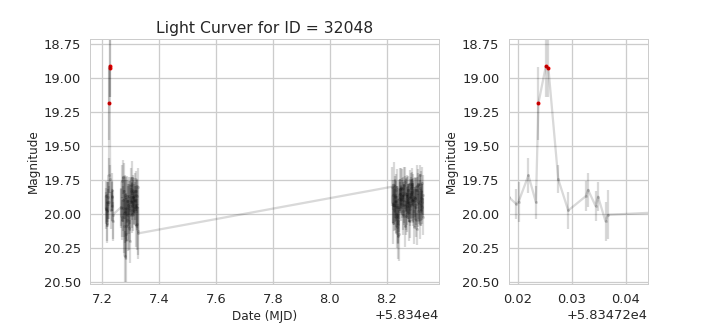 Light Curver for ID = 32048
18.75
19.00
19.25
19.50
19.75
20.00
20.25
20.50
Magnitude
7.2 7.4 7.6 7.8 8.0 8.2
Date (MJD)
+5.834e4
18.75
19.00
19.25
19.50
19.75
20.00
20.25
20.50
Magnitude
0.02 0.03 0.04
+5.83472e4